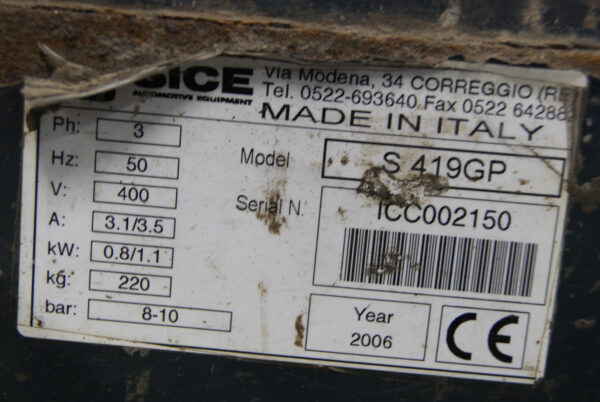 SICE
AUTOMOTIVE EQUIPMENT
Via Modena, 34 CORREGGIO (RE
Tel. 0522-693640 Fax 0522 64288
MADE IN ITALY
Ph: 3
Hz: 50
V: 400
A: 3.1/3.5
kW: 0.8/1.1
kg: 220
bar: 8-10
Model S 419GP
Serial N. ICC002150
Year
2006
CE